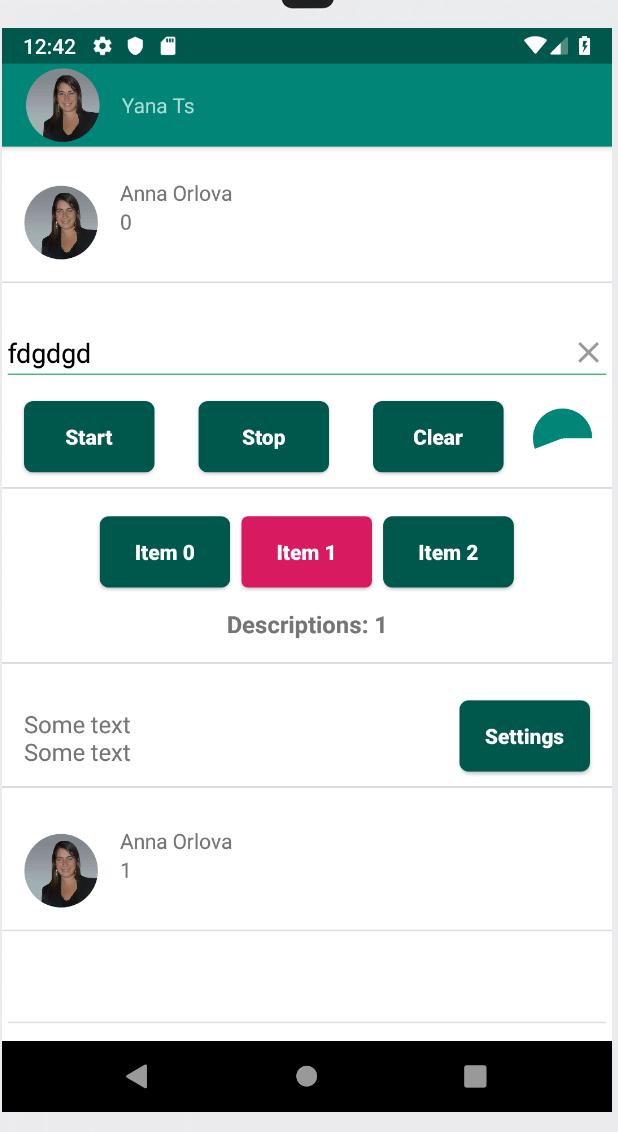 12:42
Yana Ts
Anna Orlova
0
fdgdgd
Start Stop Clear
Item 0 Item 1 Item 2
Descriptions: 1
Some text
Some text
Settings
Anna Orlova
1